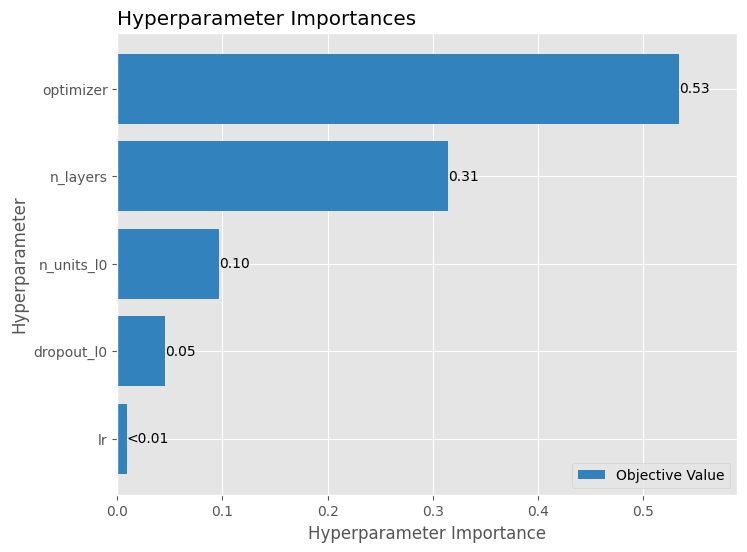 Hyperparameter Importances
Hyperparameter
optimizer
0.53
n_layers
0.31
n_units_l0
0.10
dropout_l0
0.05
lr
<0.01
Objective Value
0.0
0.1
0.2
0.3
0.4
0.5
Hyperparameter Importance